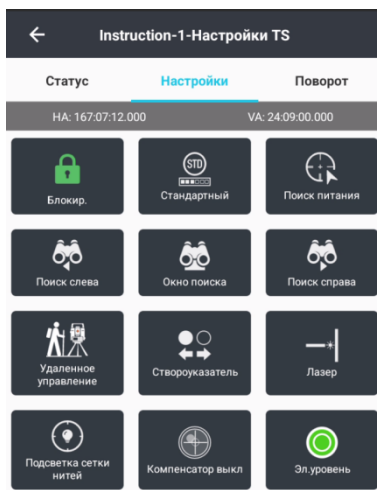 Instruction-1-Настройки TS
Статус Настройки Поворот
HA: 167:07:12.000 VA: 24:09:00.000
STD
Блокир. Стандартный Поиск питания
Поиск слева Окно поиска Поиск справа
Удаленное
управление
Створоуказатель Лазер
Подсветка сетки
нитей
Компенсатор выкл Эл.уровень